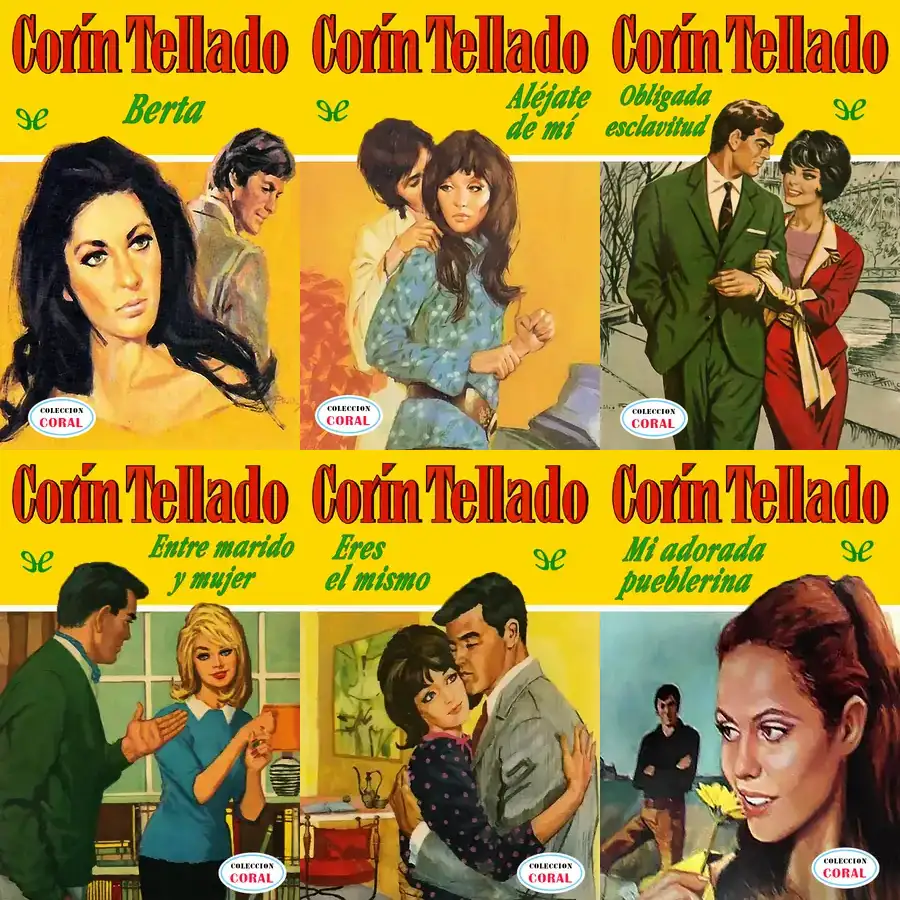 Corín Tellado
Berta
COLECCION
CORAL
Corín Tellado
Aléjate
de mí
COLECCION
CORAL
Corín Tellado
Obligada
esclavitud
COLECCION
CORAL
Corín Tellado
Entre marido
y mujer
COLECCION
CORAL
Corín Tellado
Eres
el mismo
COLECCION
CORAL
Corín Tellado
Mi adorada
pueblerina
COLECCION
CORAL